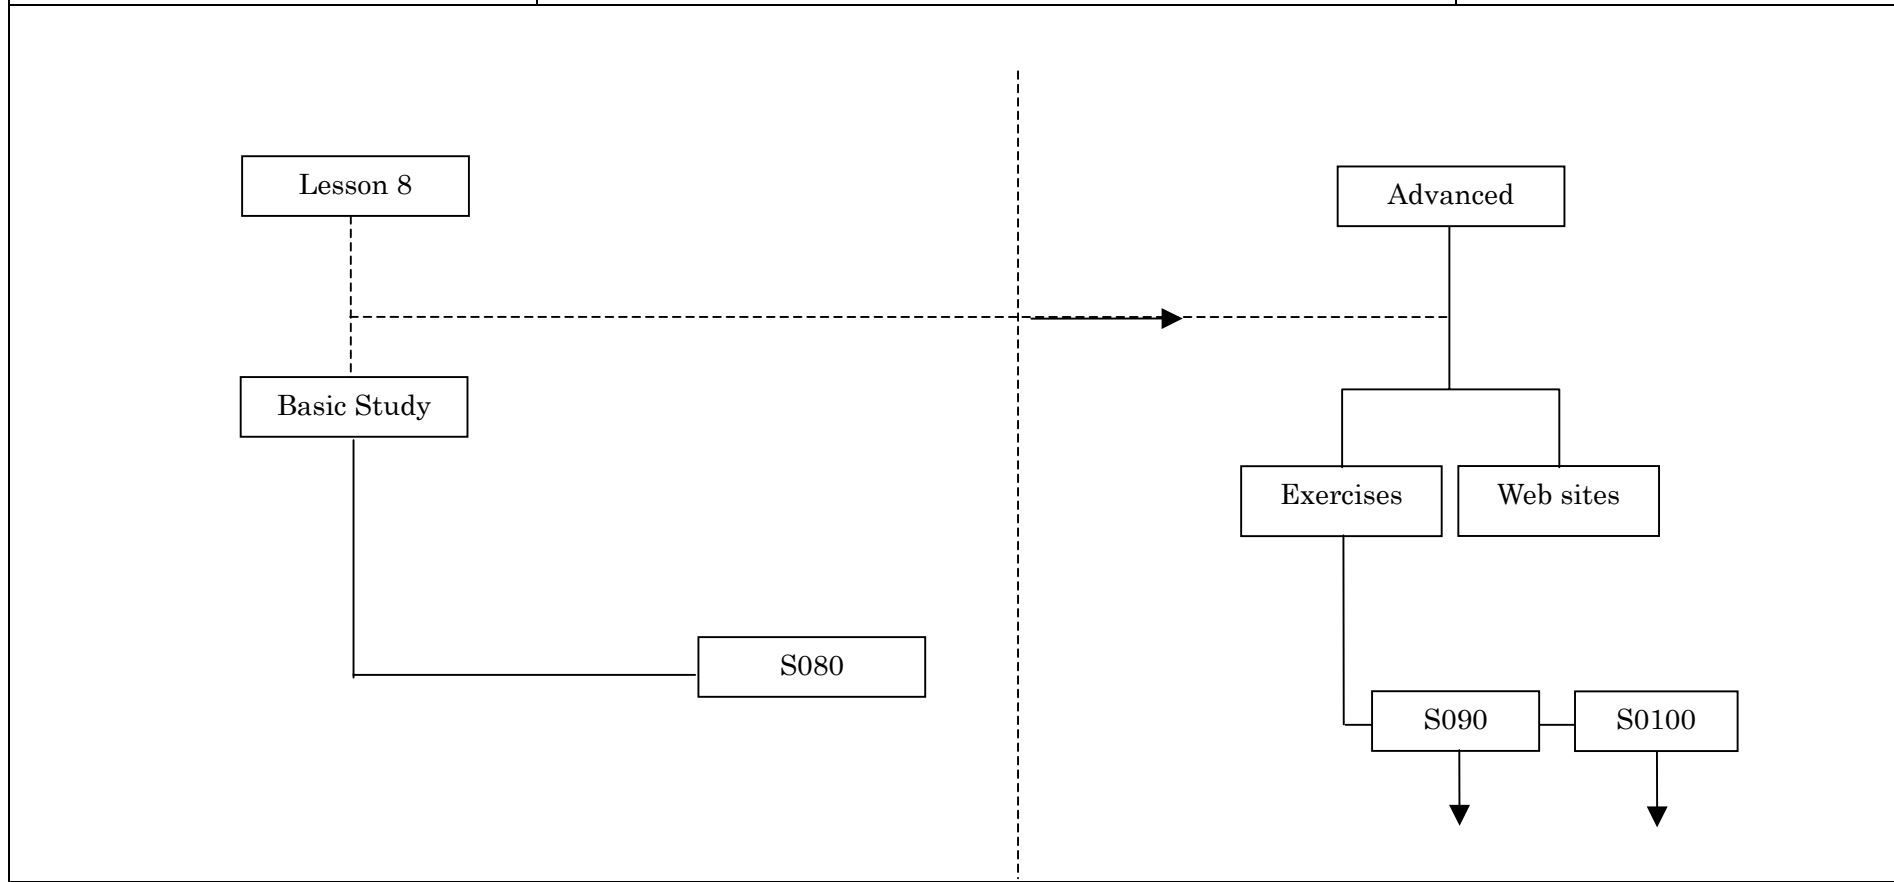 Lesson 8
Advanced
Basic Study
Exercises
Web sites
S080
S090
S0100